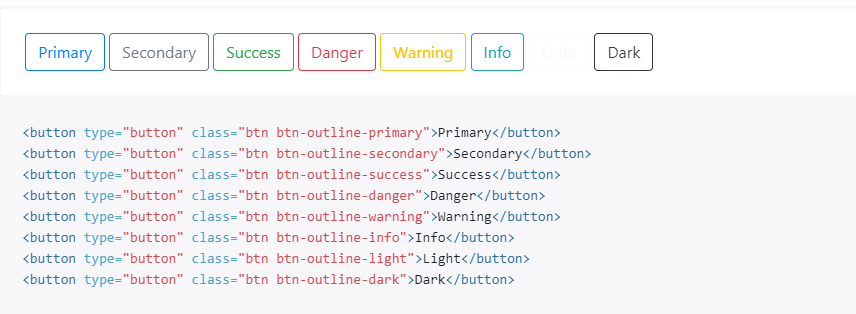 Primary Secondary Success Danger Warning Info Light Dark
<button type="button" class="btn btn-outline-primary">Primary</button>
<button type="button" class="btn btn-outline-secondary">Secondary</button>
<button type="button" class="btn btn-outline-success">Success</button>
<button type="button" class="btn btn-outline-danger">Danger</button>
<button type="button" class="btn btn-outline-warning">Warning</button>
<button type="button" class="btn btn-outline-info">Info</button>
<button type="button" class="btn btn-outline-light">Light</button>
<button type="button" class="btn btn-outline-dark">Dark</button>